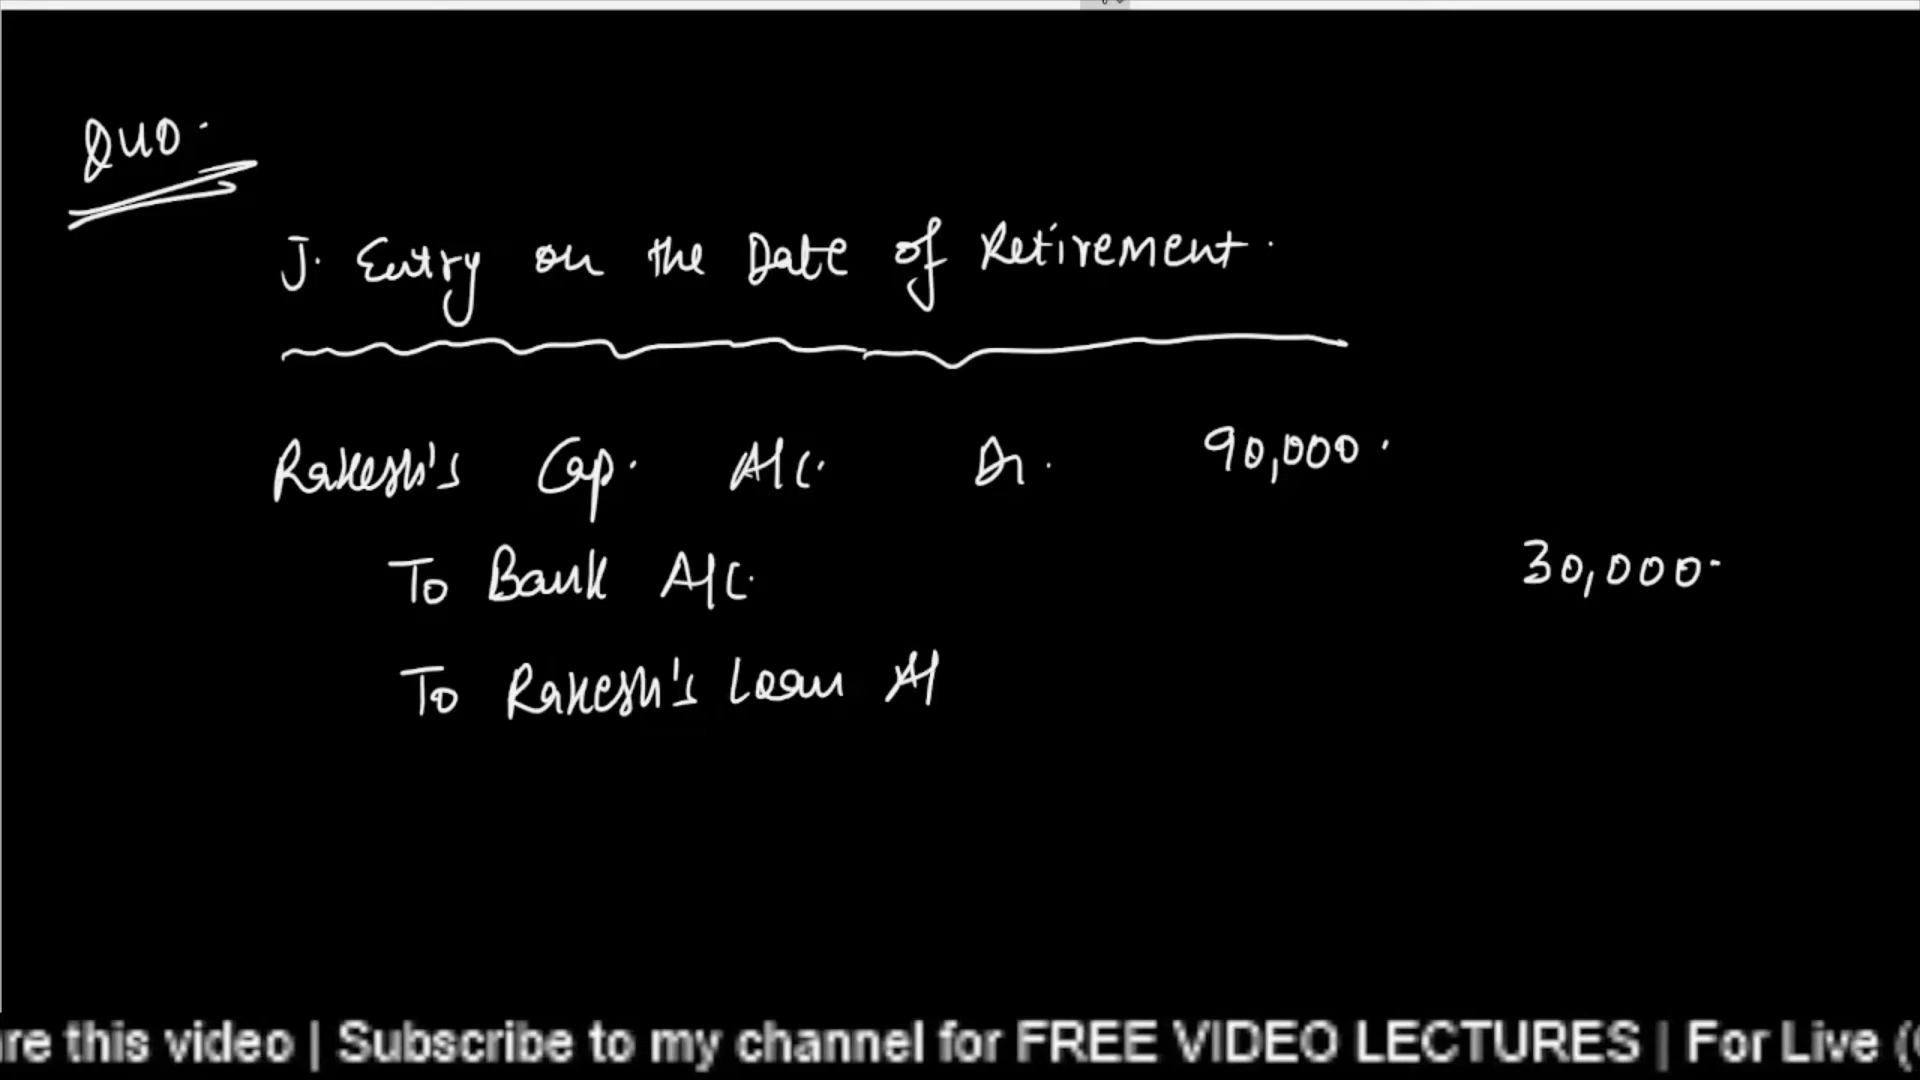 QUO.
J. Entry on the Date of Retirement.
Rakesh's Cap. A/c. Dr. 90,000.
To Bank A/c. 30,000.
To Rakesh's Loan A/
re this video | Subscribe to my channel for FREE VIDEO LECTURES | For Live (